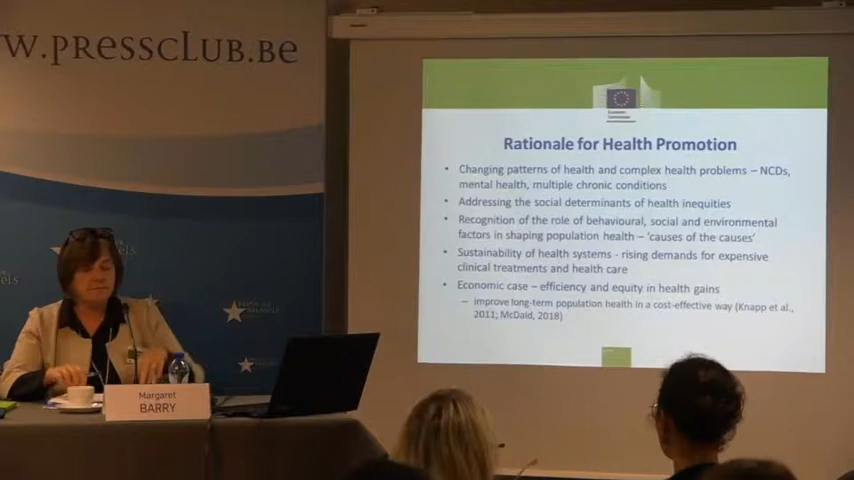 w.pressclub.be
European
Commission
Rationale for Health Promotion
• Changing patterns of health and complex health problems – NCDs,
mental health, multiple chronic conditions
• Addressing the social determinants of health inequities
• Recognition of the role of behavioural, social and environmental
factors in shaping population health – ‘causes of the causes’
• Sustainability of health systems - rising demands for expensive
clinical treatments and health care
• Economic case – efficiency and equity in health gains
– improve long-term population health in a cost-effective way (Knapp et al.,
2011; McDaid, 2018)
Margaret
BARRY